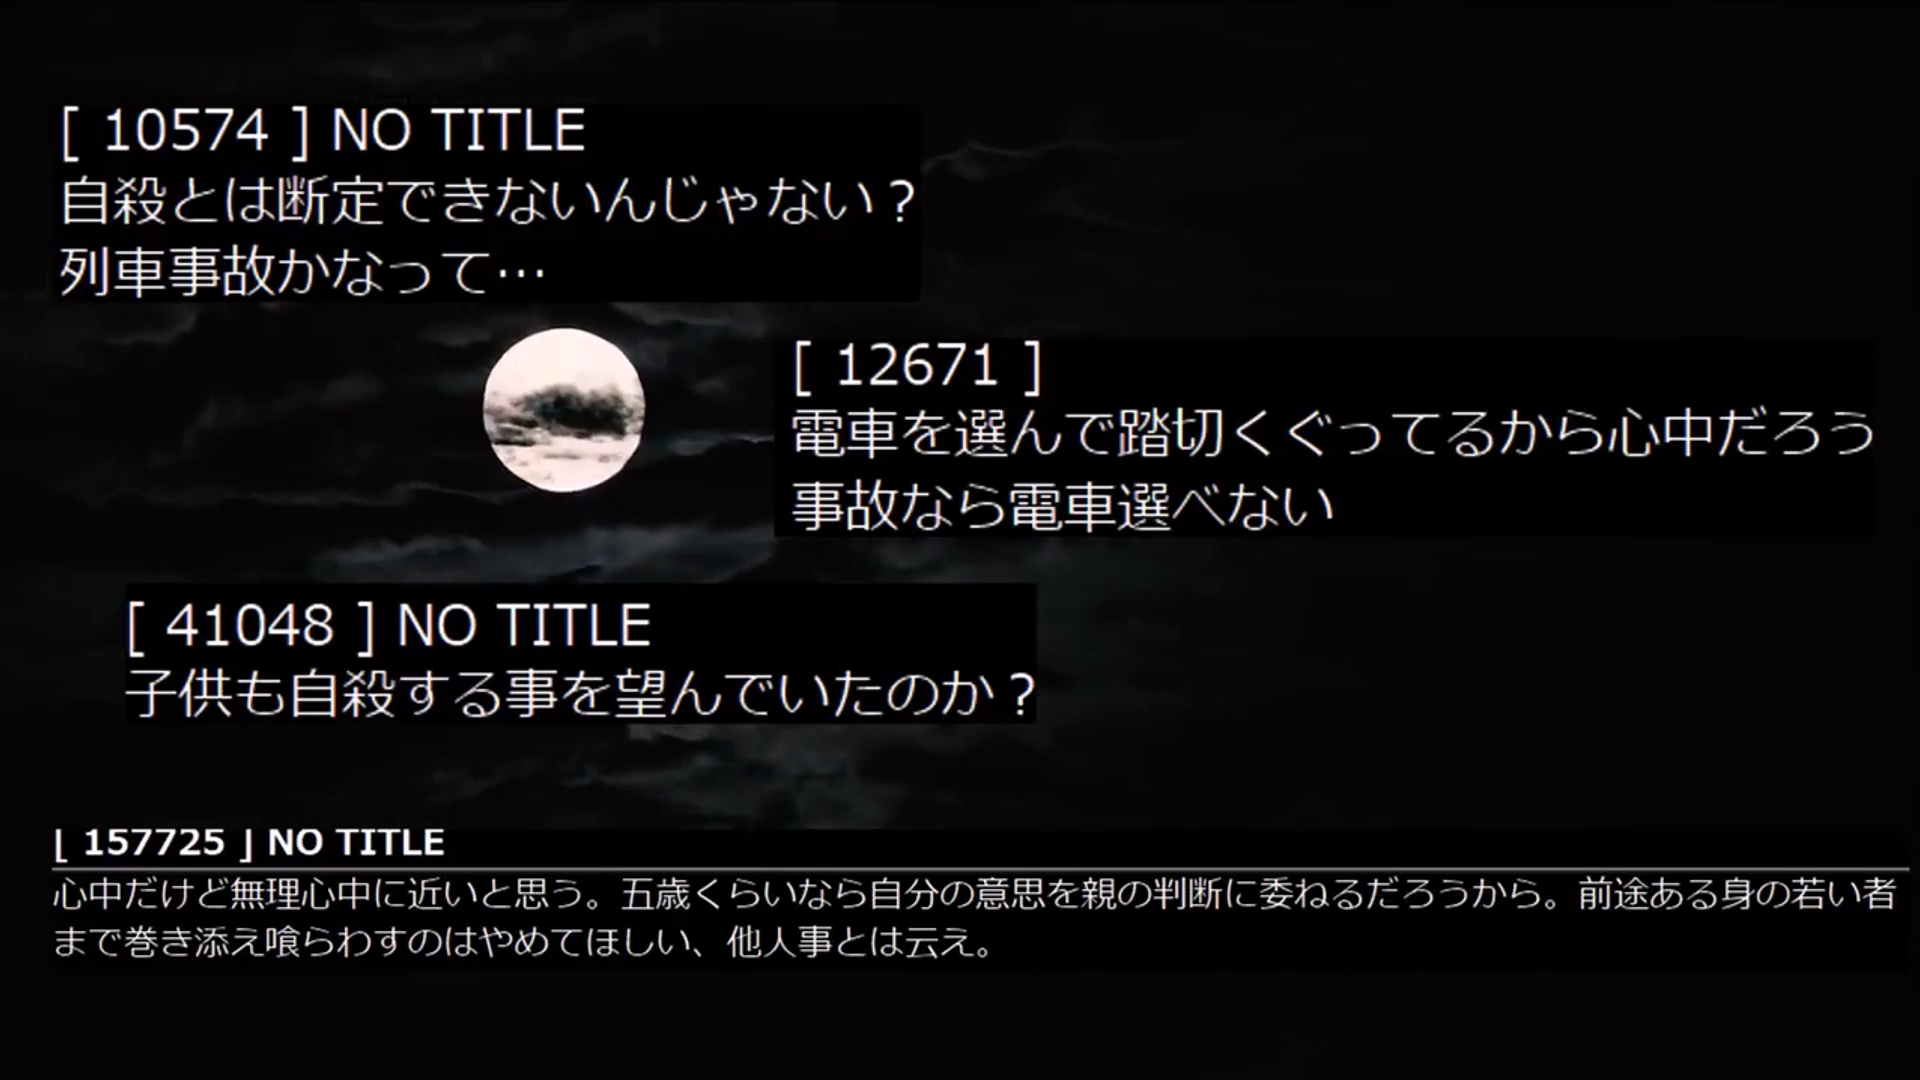 [ 10574 ] NO TITLE
自殺とは断定できないんじゃない？
列車事故かなって…
[ 12671 ]
電車を選んで踏切くぐってるから心中だろう
事故なら電車選べない
[ 41048 ] NO TITLE
子供も自殺する事を望んでいたのか？
[ 157725 ] NO TITLE
心中だけど無理心中に近いと思う。五歳くらいなら自分の意思を親の判断に委ねるだろうから。前途ある身の若い者
まで巻き添え喰らわすのはやめてほしい、他人事とは云え。